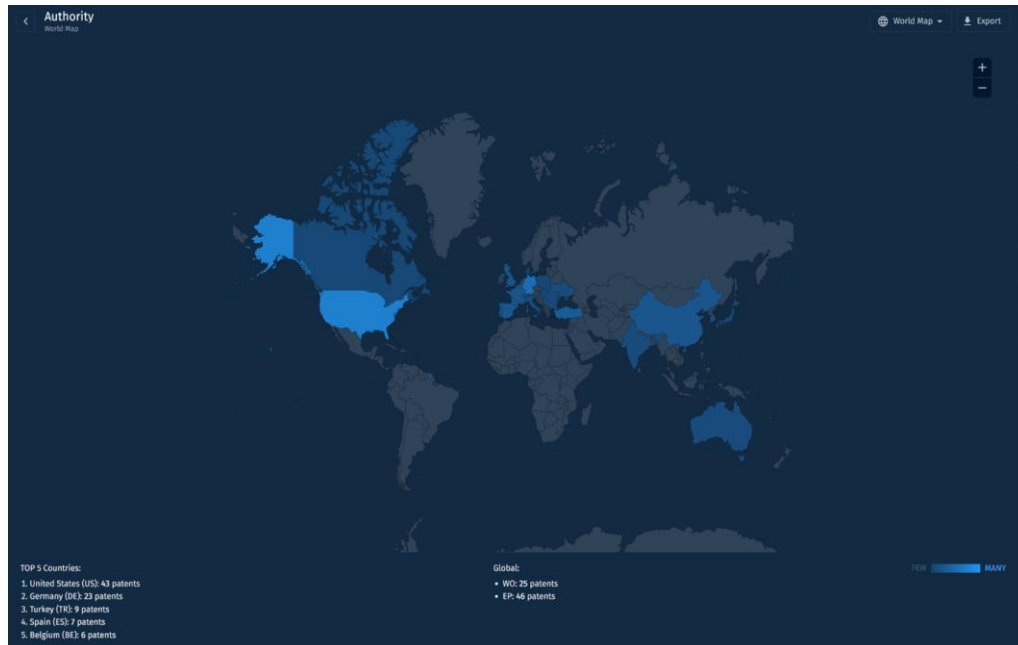 Authority
World Map
World Map
Export
+
−
TOP 5 Countries:
1. United States (US): 43 patents
2. Germany (DE): 23 patents
3. Turkey (TR): 9 patents
4. Spain (ES): 7 patents
5. Belgium (BE): 6 patents
Global:
• WO: 25 patents
• EP: 46 patents
FEW MANY